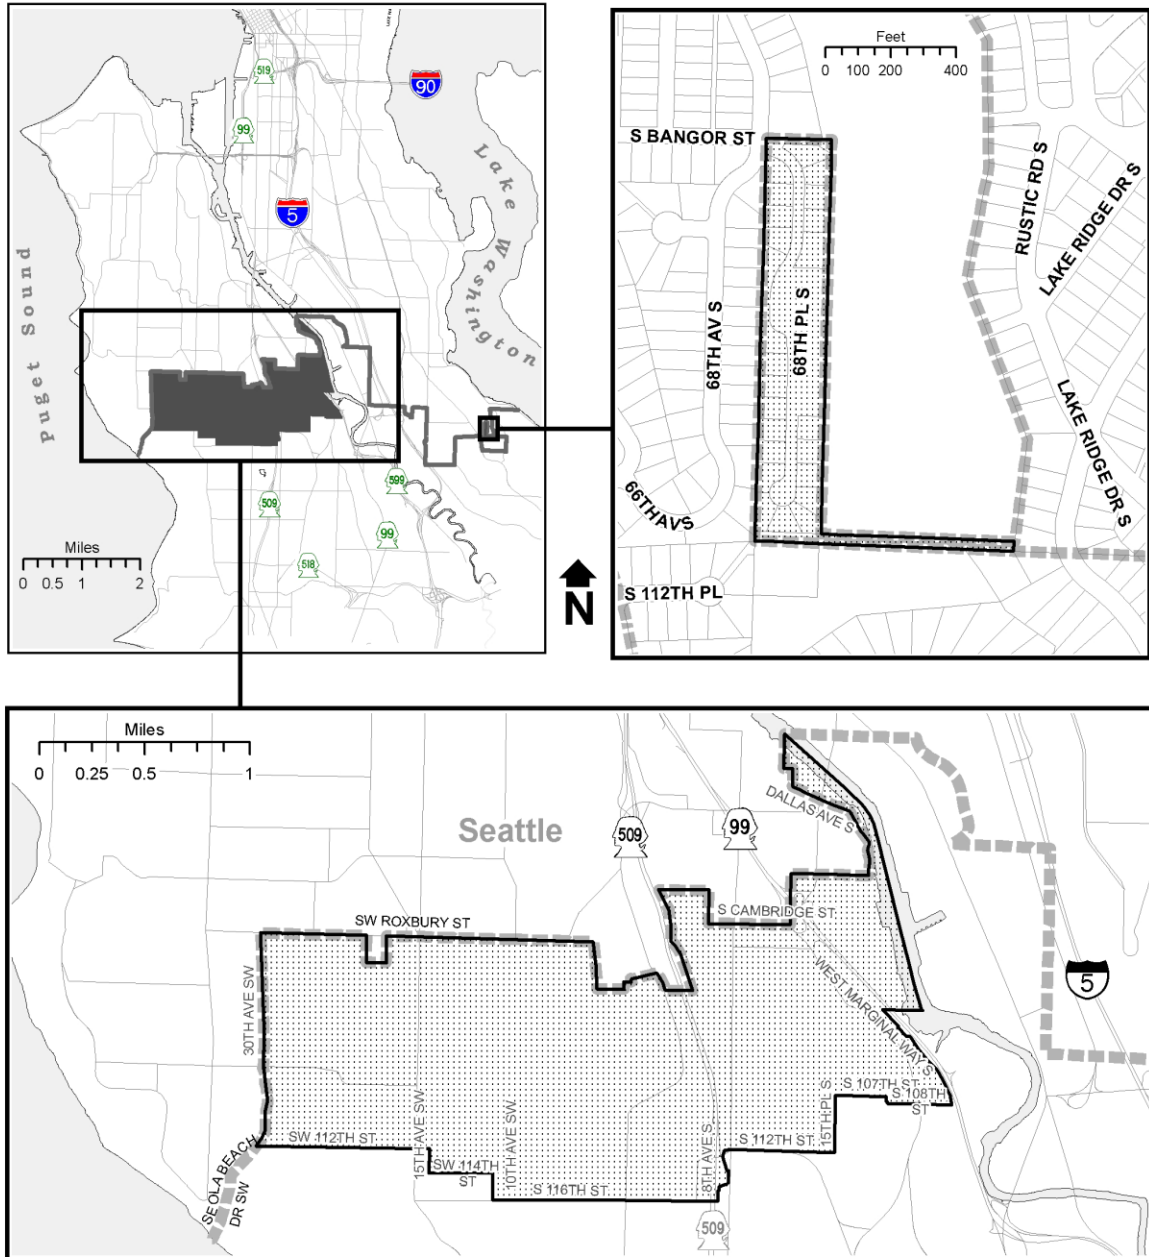 519
90
99
5
Lake Washington
Puget Sound
599
509
99
518
Miles
0 0.5 1 2
N
Feet
0 100 200 400
S BANGOR ST
RUSTIC RD S
LAKE RIDGE DR S
68TH AV S
68TH PL S
LAKE RIDGE DR S
66TH AV S
S 112TH PL
Miles
0 0.25 0.5 1
Seattle
509
99
DALLAS AVE S
S CAMBRIDGE ST
SW ROXBURY ST
5
30TH AVE SW
WEST MARGINAL WAY S
S 107TH ST
S 108TH
ST
15TH PL S
SW 112TH ST
15TH AVE SW
SW 114TH
ST
10TH AVE SW
S 116TH ST
8TH AVE S
S 112TH ST
SEOLA BEACH
DR SW
509